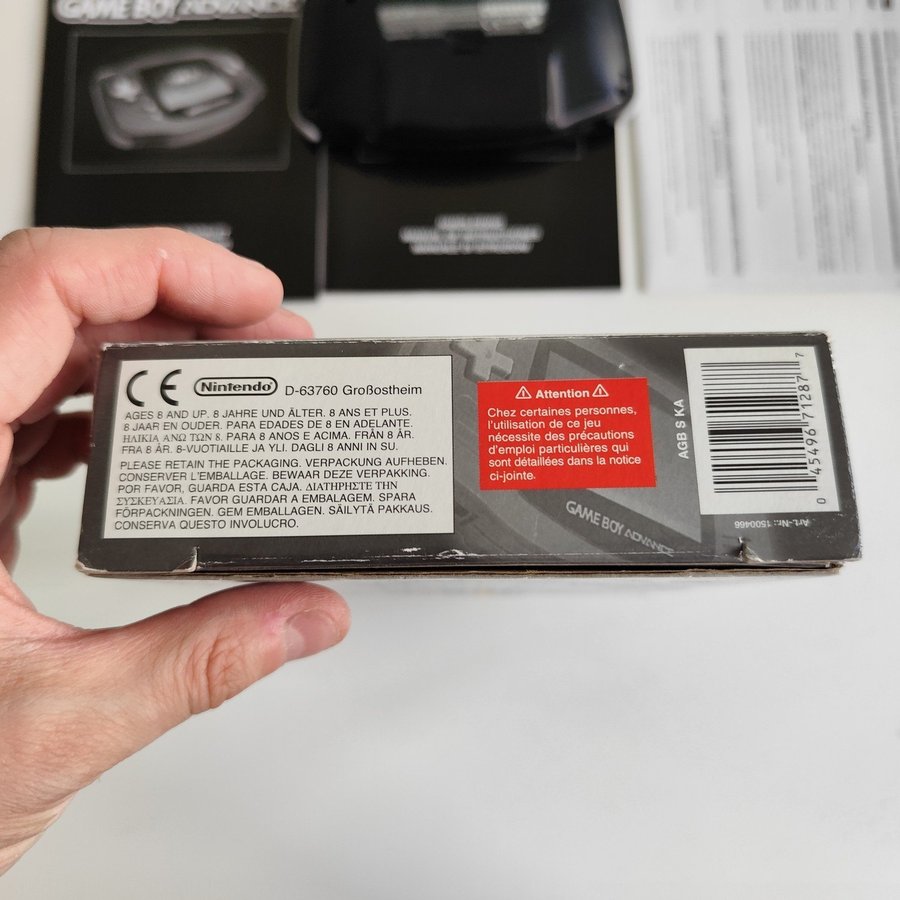 GAME BOY ADVANCE
CE Nintendo D-63760 Großostheim
AGES 8 AND UP. 8 JAHRE UND ÄLTER. 8 ANS ET PLUS.
8 JAAR EN OUDER. PARA EDADES DE 8 EN ADELANTE.
ΗΛΙΚΙΑ ΑΝΩ ΤΩΝ 8. PARA 8 ANOS E ACIMA. FRÅN 8 ÅR.
FRA 8 ÅR. 8-VUOTIAILLE JA YLI. DAGLI 8 ANNI IN SU.
PLEASE RETAIN THE PACKAGING. VERPACKUNG AUFHEBEN.
CONSERVER L'EMBALLAGE. BEWAAR DEZE VERPAKKING.
POR FAVOR, GUARDA ESTA CAJA. ΔΙΑΤΗΡΗΣΤΕ ΤΗΝ
ΣΥΣΚΕΥΑΣΙΑ. FAVOR GUARDAR A EMBALAGEM. SPARA
FÖRPACKNINGEN. GEM EMBALLAGEN. SÄILYTÄ PAKKAUS.
CONSERVA QUESTO INVOLUCRO.
⚠ Attention ⚠
Chez certaines personnes,
l'utilisation de ce jeu
nécessite des précautions
d'emploi particulières qui
sont détaillées dans la notice
ci-jointe.
GAME BOY ADVANCE
AGB S KA
0 45496 71287 7
Art.-Nr.: 1500466